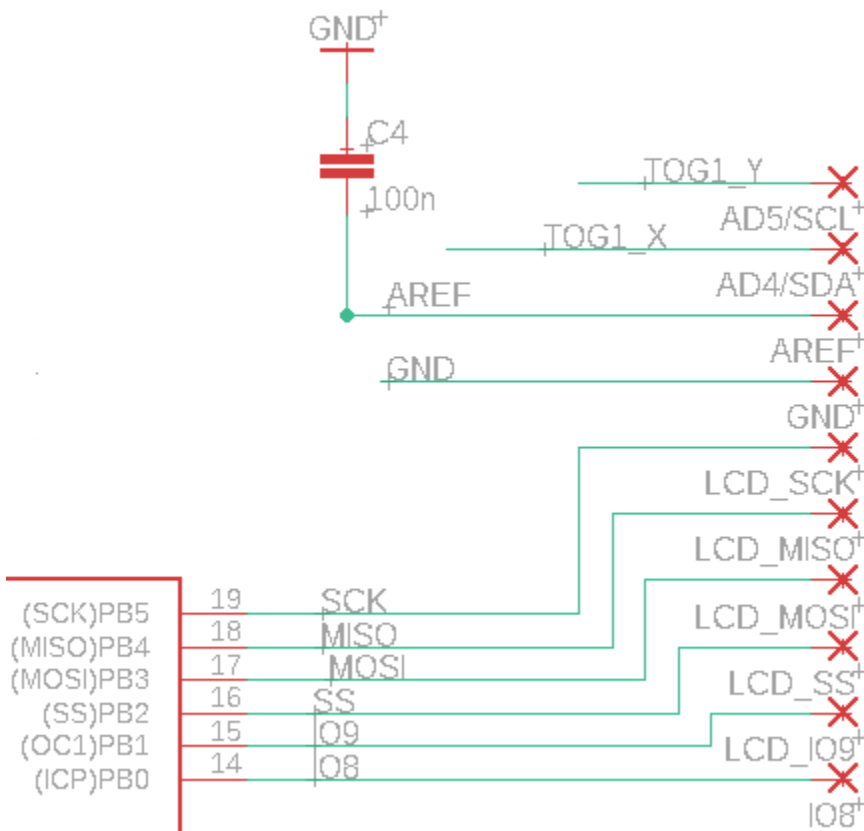 GND
C4
100n
TOG1_Y
AD5/SCL
TOG1_X
AD4/SDA
AREF
AREF
GND
GND
LCD_SCK
LCD_MISO
19 SCK
(SCK)PB5
LCD_MOSI
18 MISO
(MISO)PB4
17 MOSI
(MOSI)PB3
LCD_SS
16 SS
(SS)PB2
15 IO9
(OC1)PB1
LCD_IO9
14 IO8
(ICP)PB0
IO8